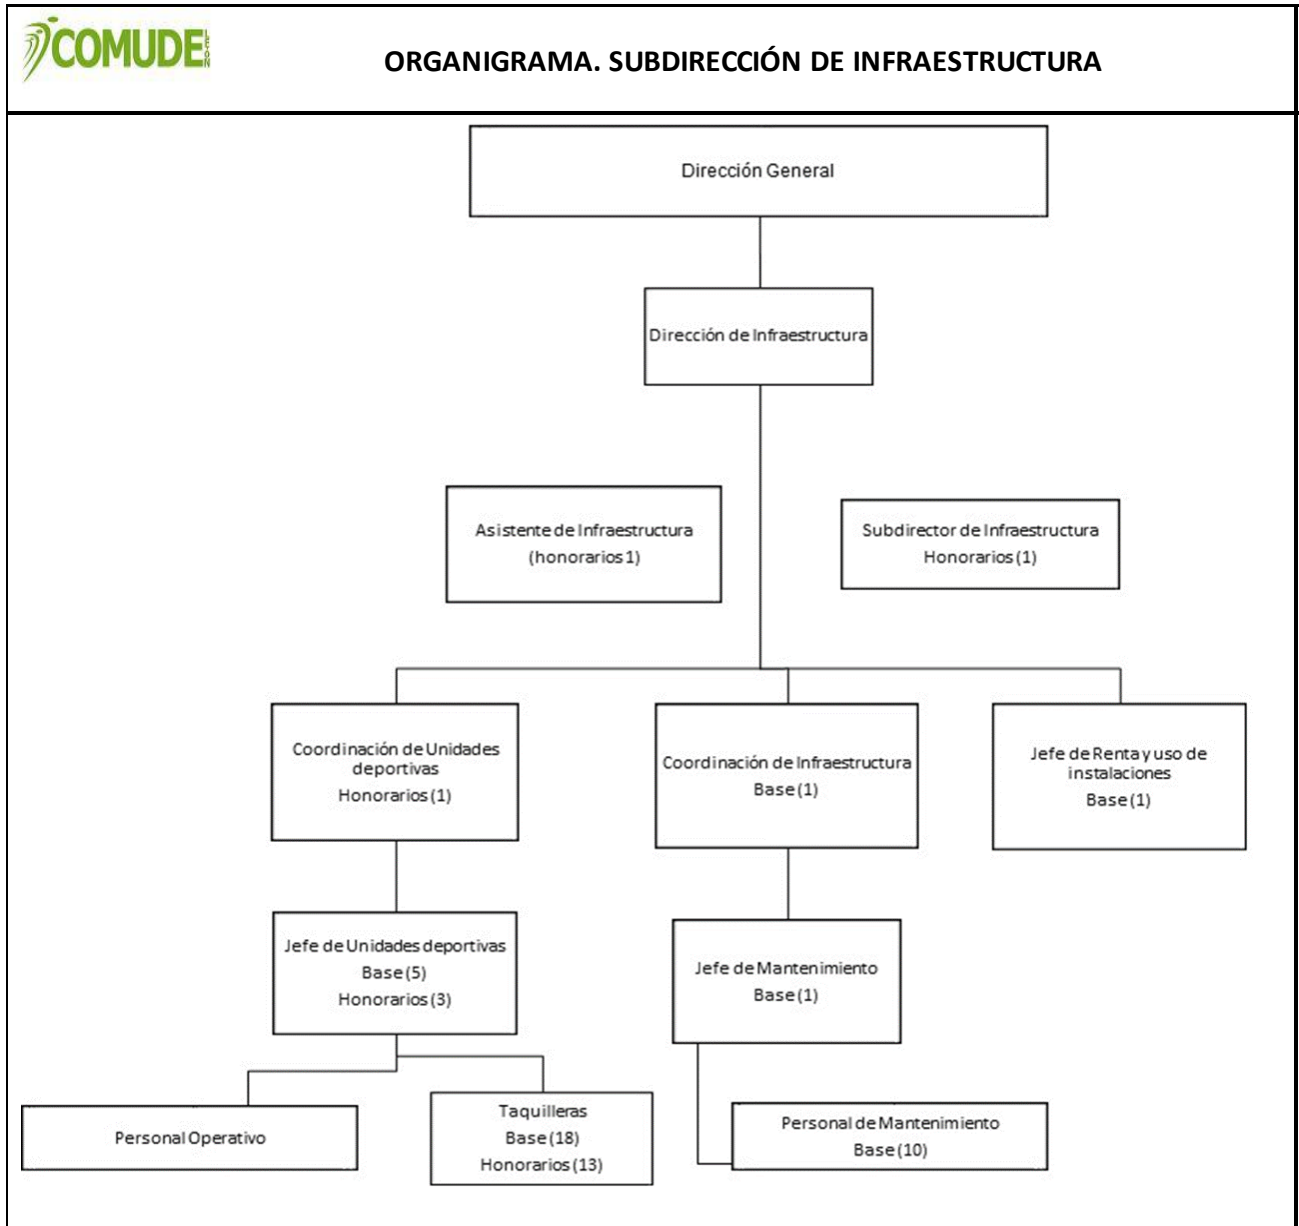 COMUDE
LEON
ORGANIGRAMA. SUBDIRECCIÓN DE INFRAESTRUCTURA
Dirección General
Dirección de Infraestructura
Asistente de Infraestructura
(honorarios 1)
Subdirector de Infraestructura
Honorarios (1)
Coordinación de Unidades
deportivas
Honorarios (1)
Coordinación de Infraestructura
Base (1)
Jefe de Renta y uso de
instalaciones
Base (1)
Jefe de Unidades deportivas
Base (5)
Honorarios (3)
Jefe de Mantenimiento
Base (1)
Personal Operativo
Taquilleras
Base (18)
Honorarios (13)
Personal de Mantenimiento
Base (10)